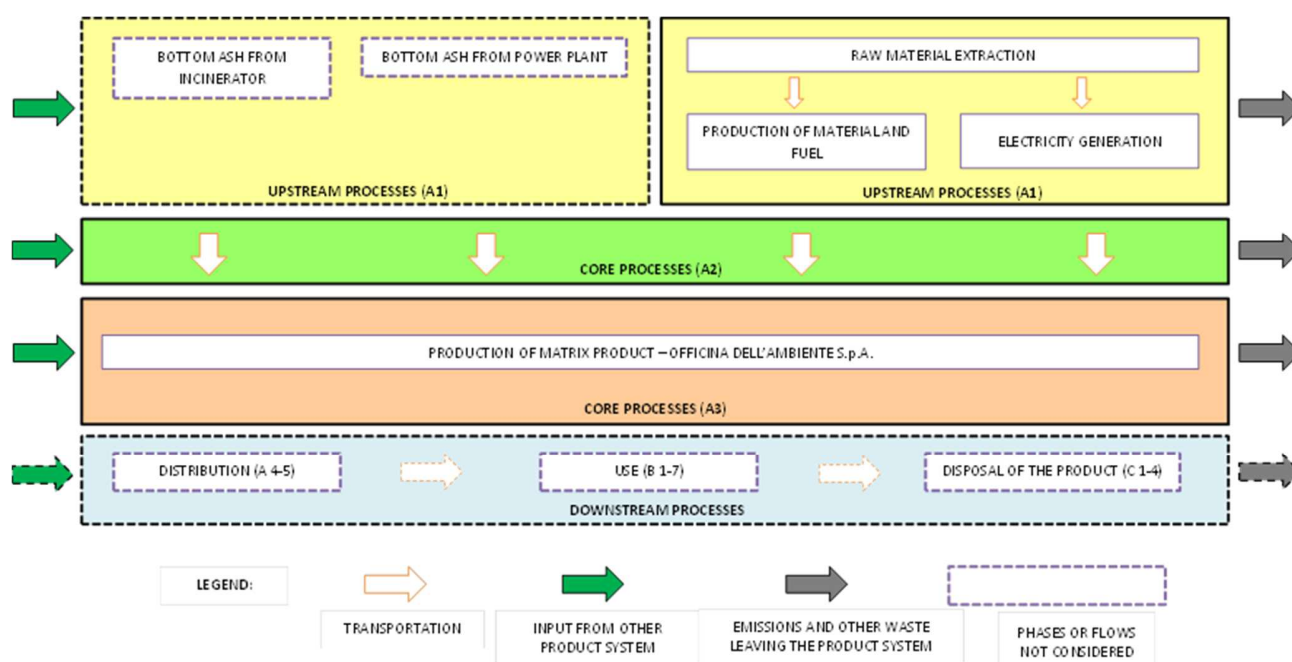 BOTTOM ASH FROM
INCINERATOR
BOTTOM ASH FROM POWER PLANT
UPSTREAM PROCESSES (A1)
RAW MATERIAL EXTRACTION
PRODUCTION OF MATERIAL AND
FUEL
ELECTRICITY GENERATION
UPSTREAM PROCESSES (A1)
CORE PROCESSES (A2)
PRODUCTION OF MATRIX PRODUCT – OFFICINA DELL'AMBIENTE S.p.A.
CORE PROCESSES (A3)
DISTRIBUTION (A 4-5)
USE (B 1-7)
DISPOSAL OF THE PRODUCT (C 1-4)
DOWNSTREAM PROCESSES
LEGEND:
TRANSPORTATION
INPUT FROM OTHER
PRODUCT SYSTEM
EMISSIONS AND OTHER WASTE
LEAVING THE PRODUCT SYSTEM
PHASES OR FLOWS
NOT CONSIDERED